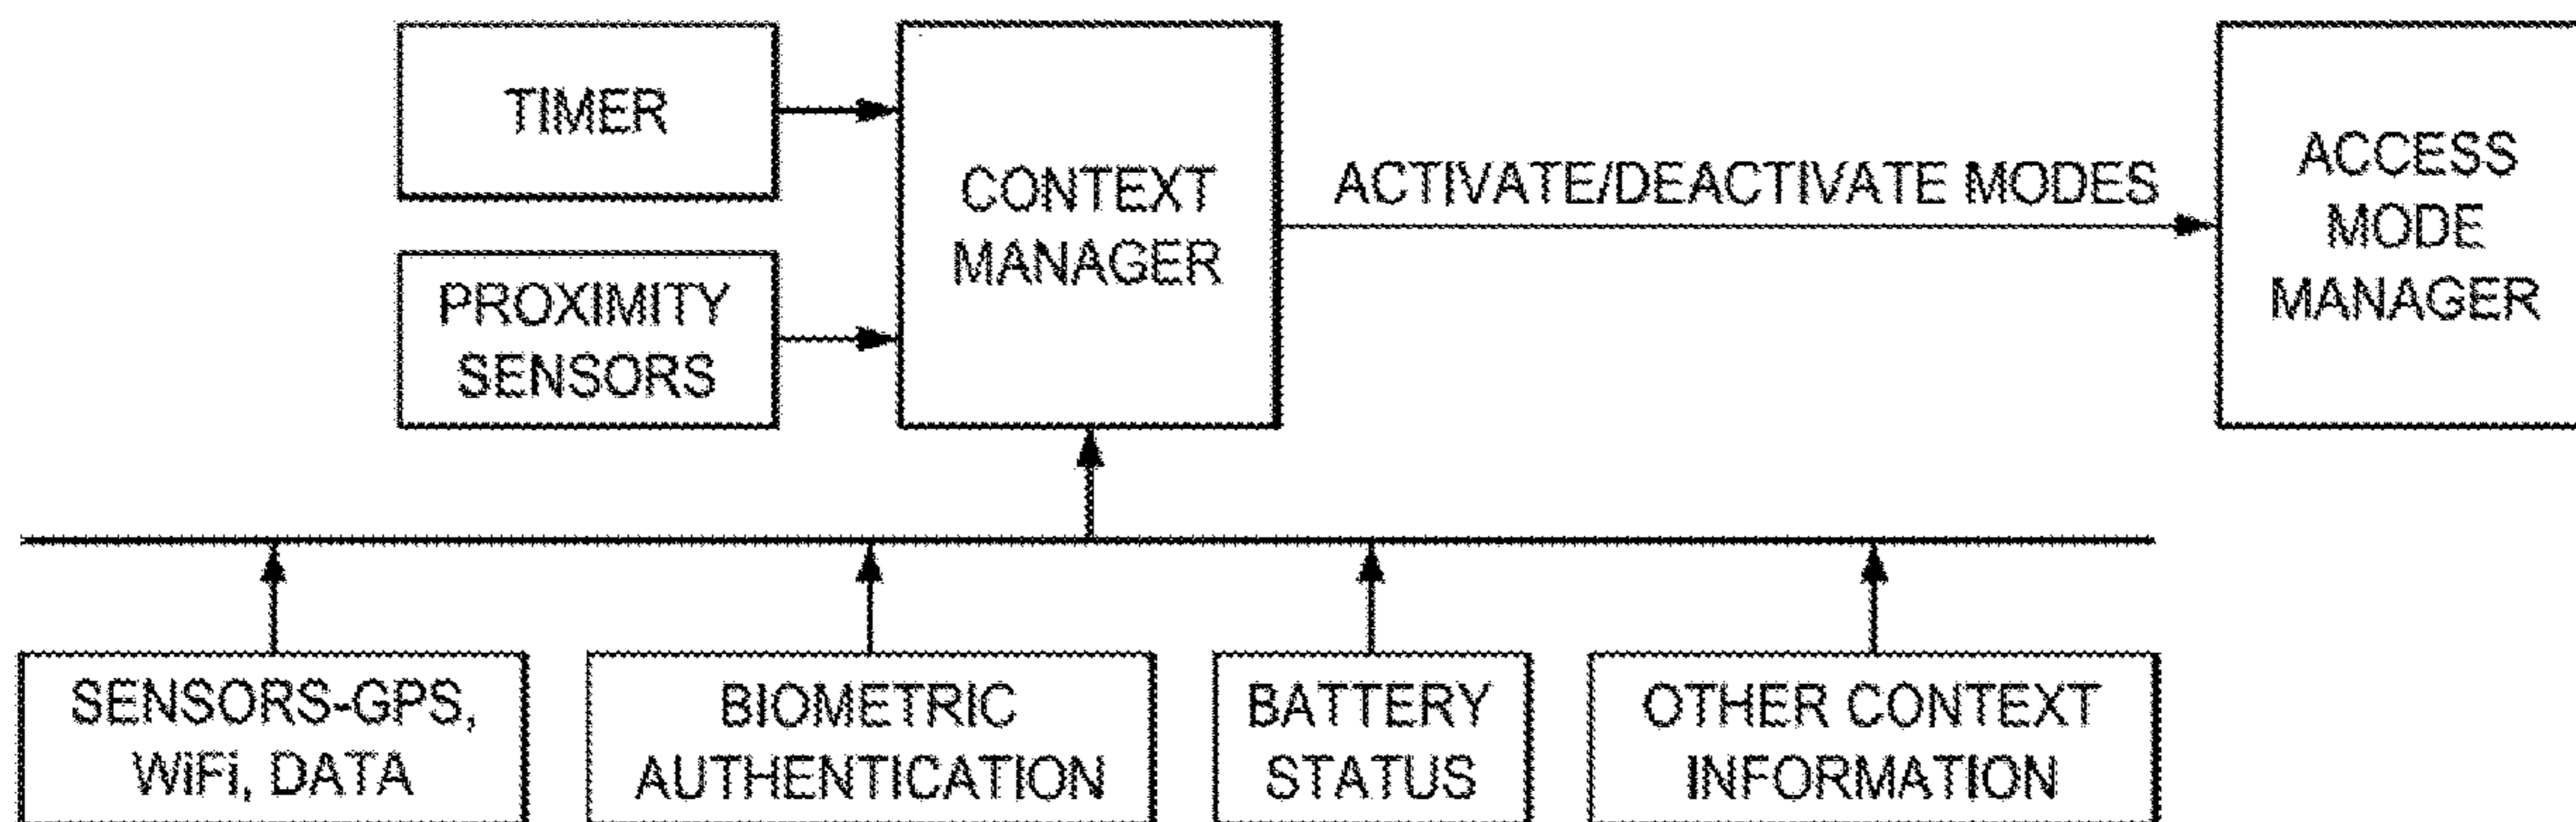 TIMER
PROXIMITY
SENSORS
CONTEXT
MANAGER
ACTIVATE/DEACTIVATE MODES
ACCESS
MODE
MANAGER
SENSORS-GPS,
WiFi, DATA
BIOMETRIC
AUTHENTICATION
BATTERY
STATUS
OTHER CONTEXT
INFORMATION